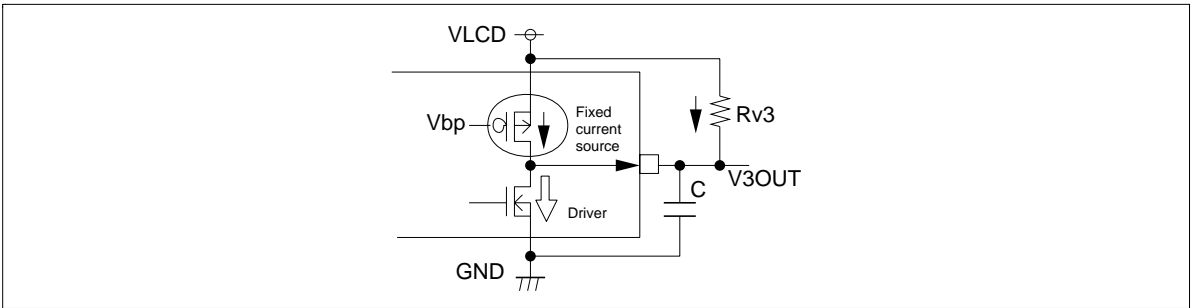 VLCD
Vbp
Fixed
current
source
Rv3
V3OUT
C
Driver
GND